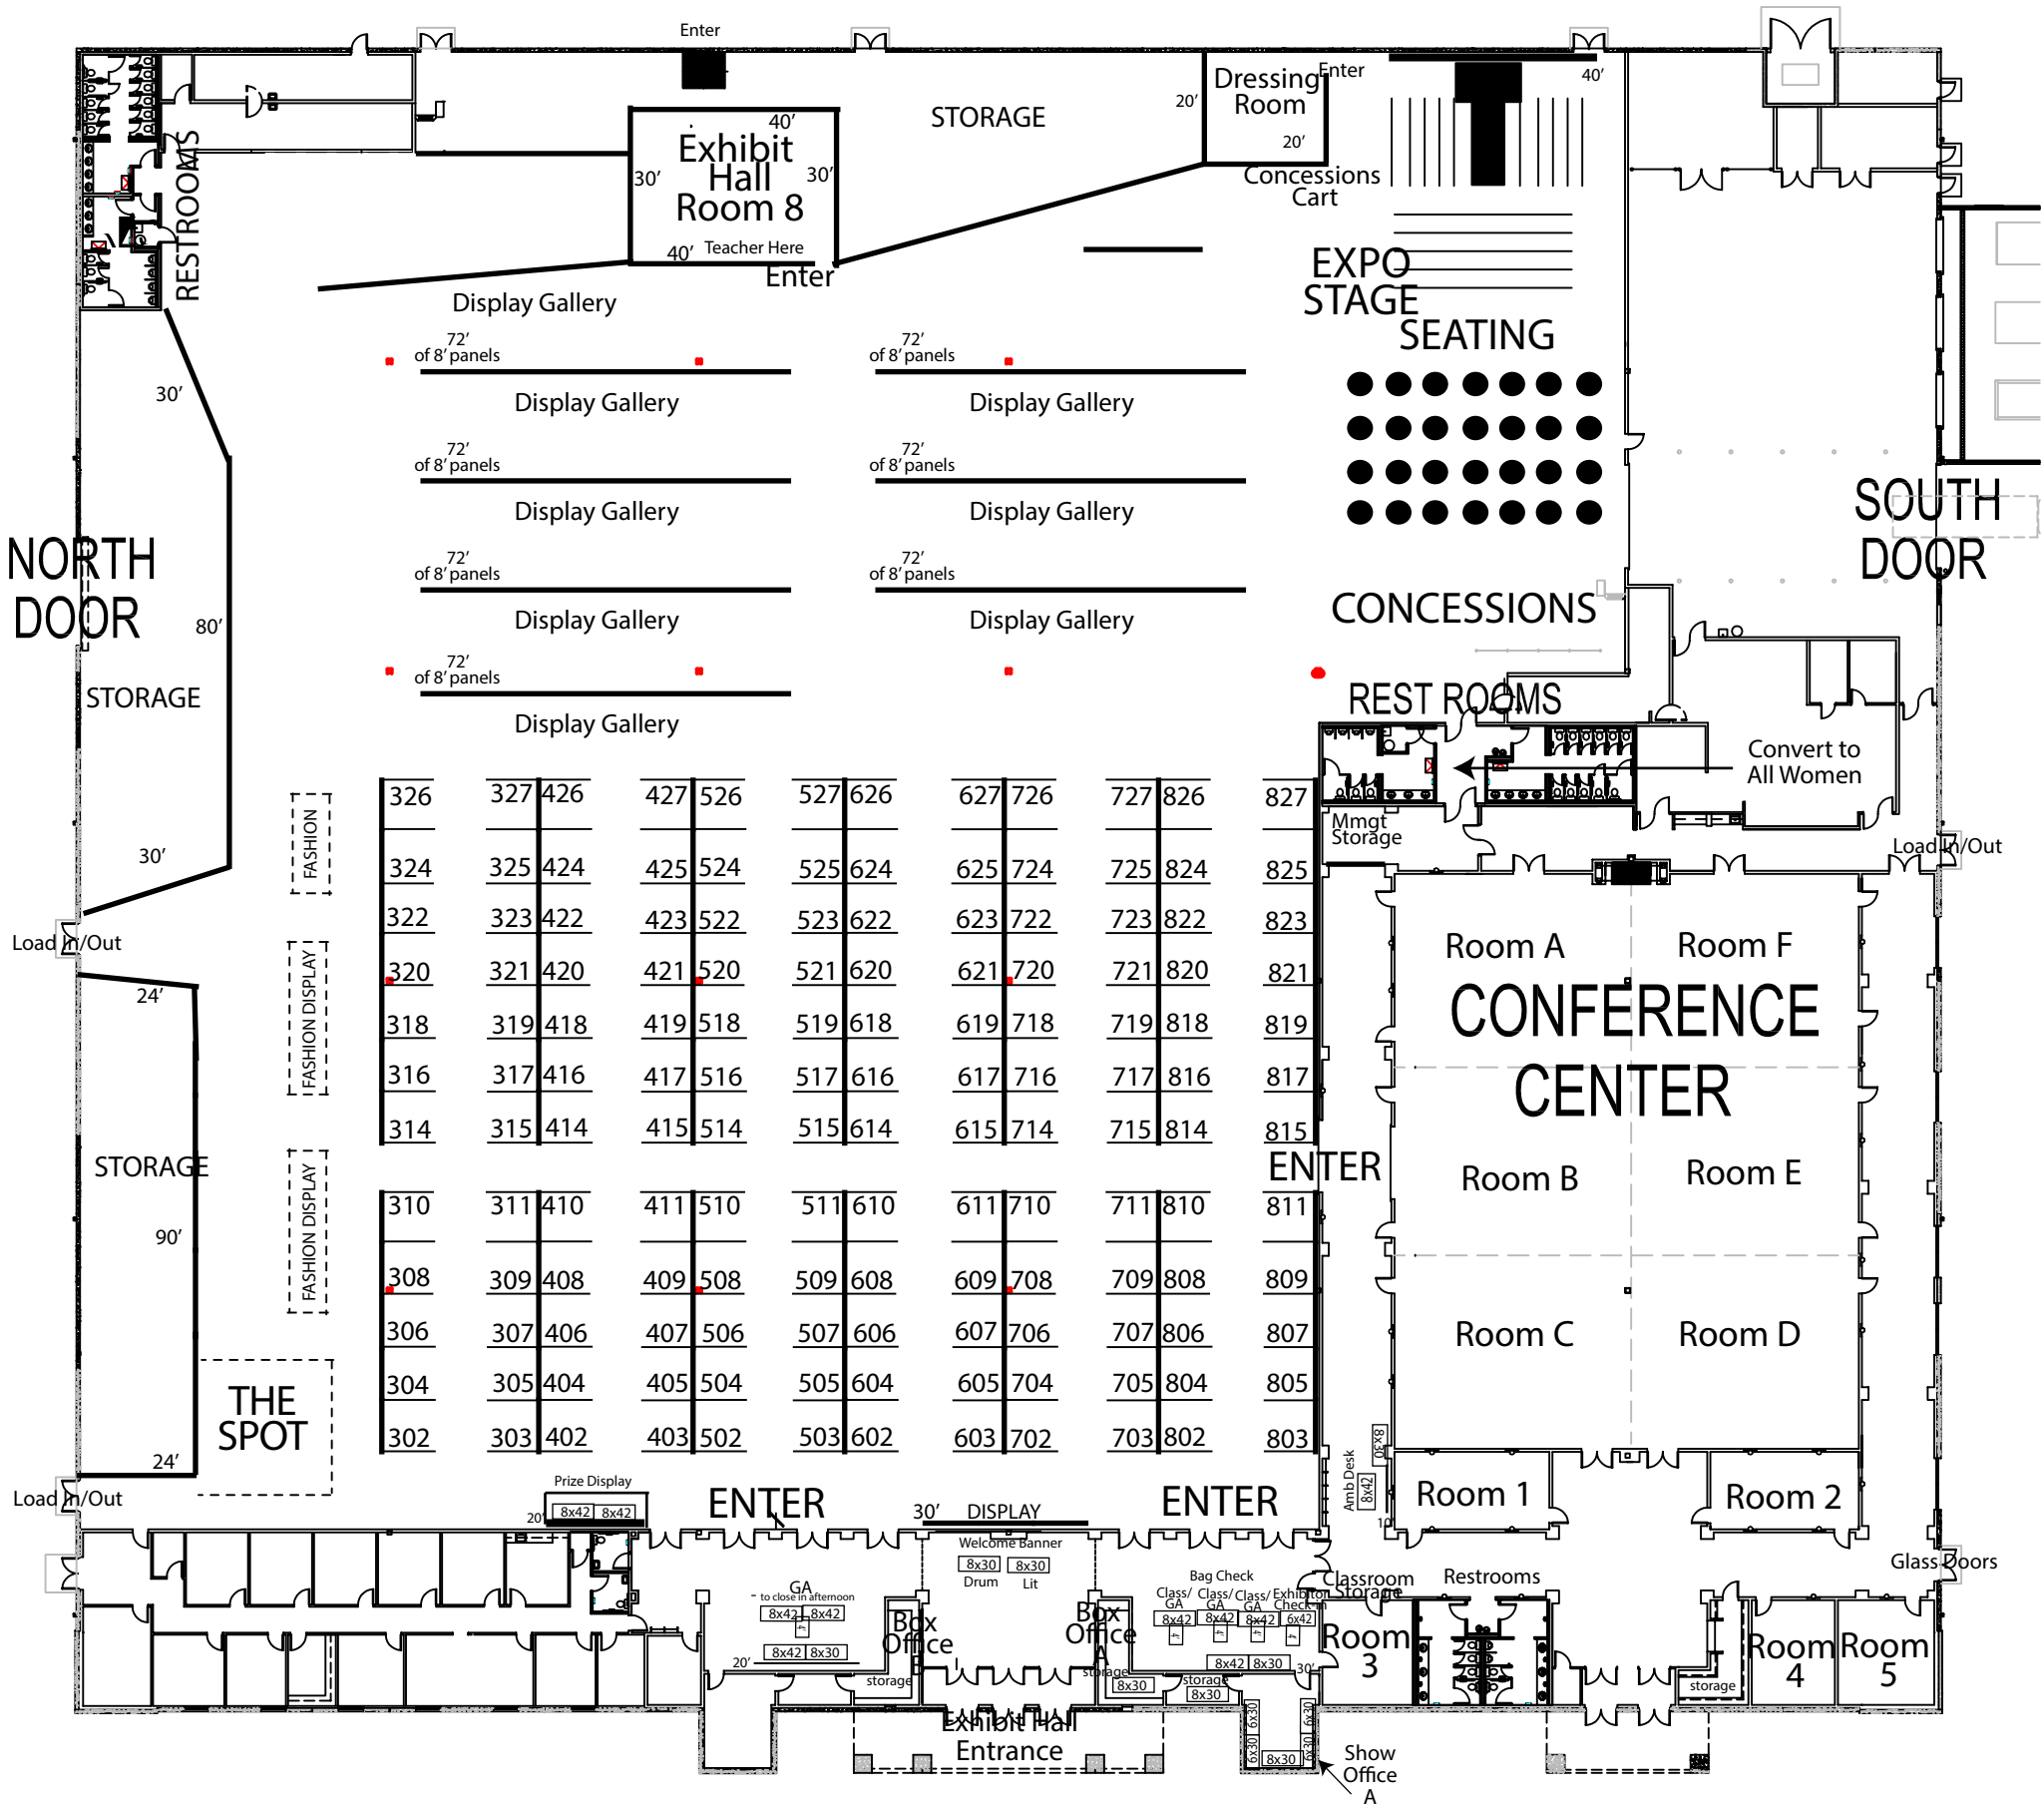 Enter
Enter
40'
Dressing
Room
20'
20'
STORAGE
40'
Exhibit
Hall
Room 8
30'
30'
40'
Teacher Here
Enter
RESTROOMS
Concessions
Cart
EXPO
STAGE
SEATING
Display Gallery
72'
of 8' panels
72'
of 8' panels
Display Gallery
Display Gallery
30'
72'
of 8' panels
72'
of 8' panels
Display Gallery
Display Gallery
SOUTH
DOOR
NORTH
DOOR
72'
of 8' panels
72'
of 8' panels
Display Gallery
Display Gallery
CONCESSIONS
80'
STORAGE
72'
of 8' panels
Display Gallery
REST ROOMS
Convert to
All Women
326 327 426 427 526 527 626 627 726 727 826 827
FASHION
Mmgt
Storage
30'
Load In/Out
324 325 424 425 524 525 624 625 724 725 824 825
322 323 422 423 522 523 622 623 722 723 822 823
Load In/Out
Room A
Room F
FASHION DISPLAY
320 321 420 421 520 521 620 621 720 721 820 821
24'
CONFERENCE
CENTER
318 319 418 419 518 519 618 619 718 719 818 819
316 317 416 417 516 517 616 617 716 717 816 817
314 315 414 415 514 515 614 615 714 715 814 815
STORAGE
ENTER
Room B
Room E
FASHION DISPLAY
310 311 410 411 510 511 610 611 710 711 810 811
90'
308 309 408 409 508 509 608 609 708 709 808 809
306 307 406 407 506 507 606 607 706 707 806 807
Room C
Room D
304 305 404 405 504 505 604 605 704 705 804 805
THE
SPOT
302 303 402 403 502 503 602 603 702 703 802 803
24'
Load In/Out
Prize Display
8x42 8x42
20'
ENTER
30'
DISPLAY
ENTER
Amb Desk
8x30
8x42
10'
Room 1
Room 2
Welcome Banner
8x30 8x30
Drum
Lit
GA
- to close in afternoon
8x42 8x42
4'
8x42 8x30
20'
Box
Office
B
storage
Box
Office
A
storage
8x30
Bag Check
Class/
GA
Class/
GA
Class/
GA
Exhibitor
Check-in
8x42 8x42 8x42 6x42
4' 4' 4' 4'
8x42 8x30
30'
storage
8x30
Classroom
Storage
Restrooms
Glass Doors
Room
3
storage
Room
4
Room
5
Exhibit Hall
Entrance
6x30
6x30
6x30
6x30
8x30
Show
Office
A